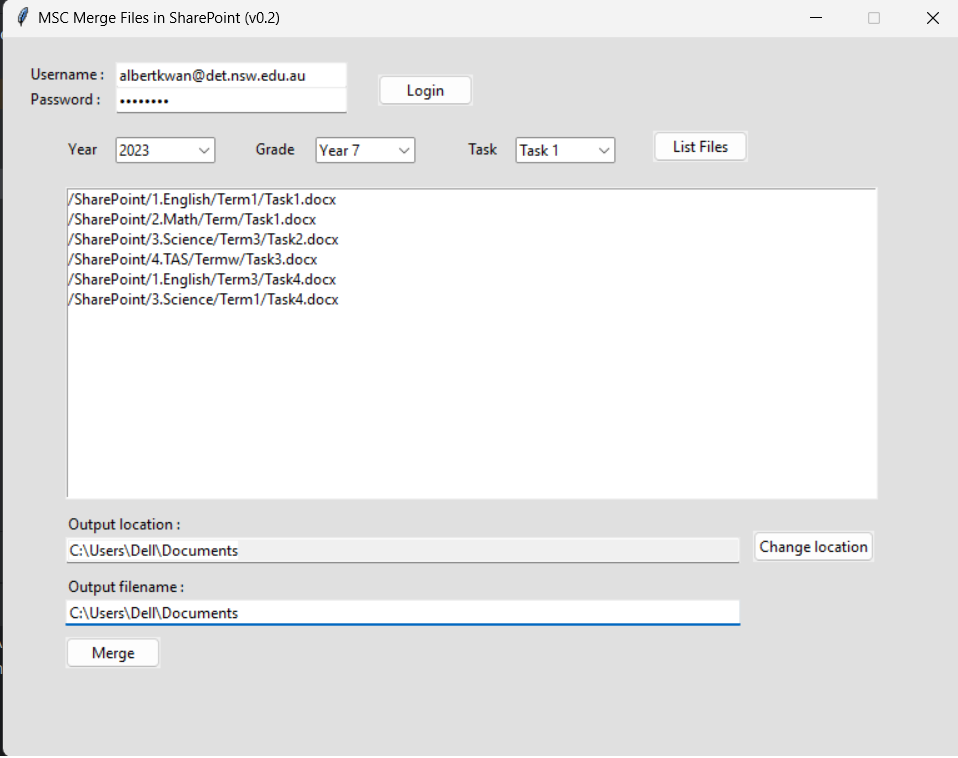 MSC Merge Files in SharePoint (v0.2)
Username : albertkwan@det.nsw.edu.au
Login
Password : ••••••••
Year 2023 Grade Year 7 Task Task 1 List Files
/SharePoint/1.English/Term1/Task1.docx
/SharePoint/2.Math/Term/Task1.docx
/SharePoint/3.Science/Term3/Task2.docx
/SharePoint/4.TAS/Termw/Task3.docx
/SharePoint/1.English/Term3/Task4.docx
/SharePoint/3.Science/Term1/Task4.docx
Output location :
C:\Users\Dell\Documents Change location
Output filename :
C:\Users\Dell\Documents
Merge